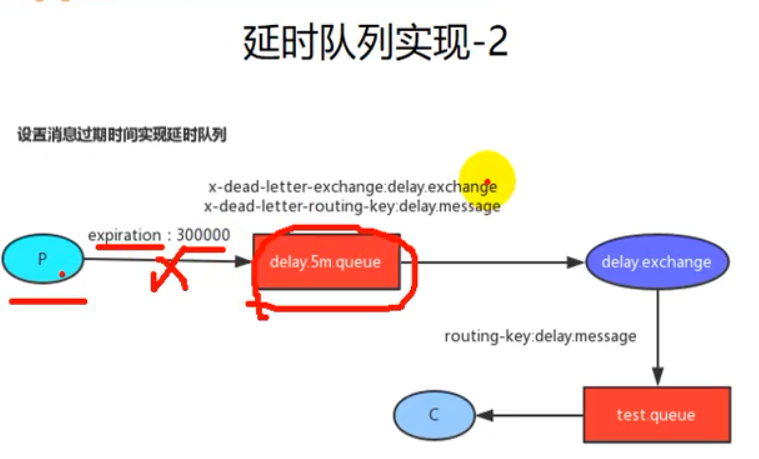 延时队列实现-2
设置消息过期时间实现延时队列
x-dead-letter-exchange:delay.exchange
x-dead-letter-routing-key:delay.message
expiration : 300000
P
delay.5m.queue
delay.exchange
routing-key:delay.message
C
test.queue